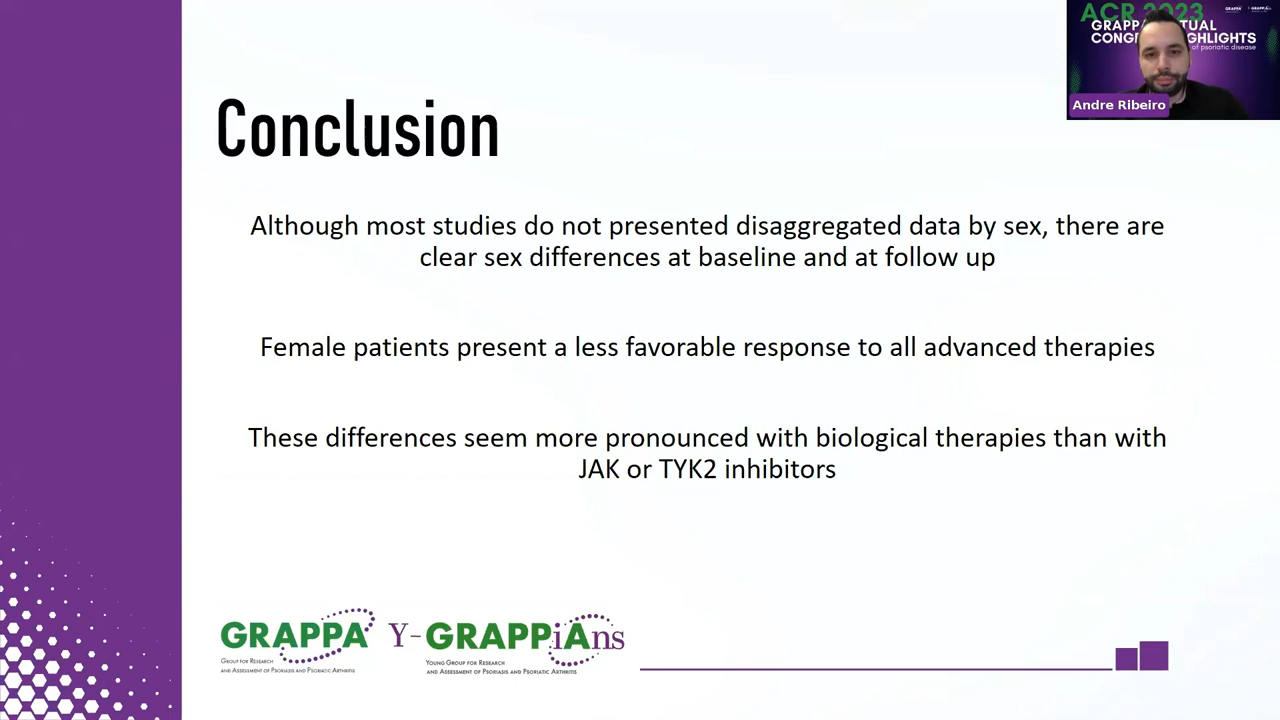 ACR 2023
GRAPPA
TUAL
CONG
GHLIGHTS
of psoriatic disease
Andre Ribeiro
Conclusion
Although most studies do not presented disaggregated data by sex, there are
clear sex differences at baseline and at follow up
Female patients present a less favorable response to all advanced therapies
These differences seem more pronounced with biological therapies than with
JAK or TYK2 inhibitors
GRAPPA
Group for Research
and Assessment of Psoriasis and Psoriatic Arthritis
Y-GRAPPiAns
Young Group for Research
and Assessment of Psoriasis and Psoriatic Arthritis